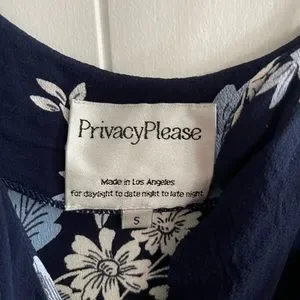 PrivacyPlease
Made in Los Angeles
for daylight to date night to late night
S